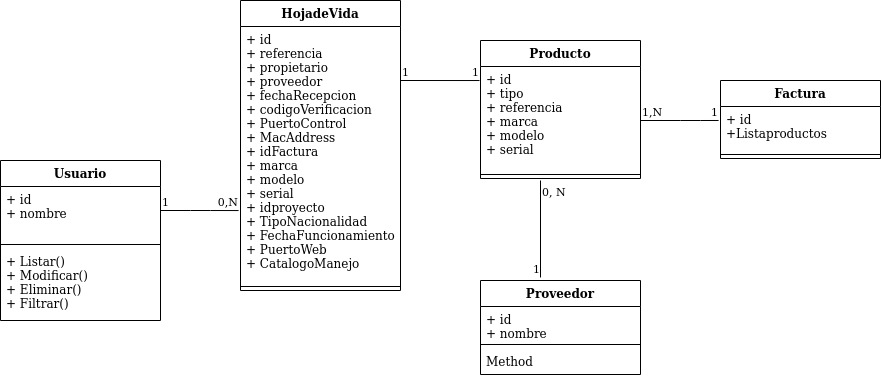 HojadeVida
+ id
+ referencia
+ propietario
+ proveedor
+ fechaRecepcion
+ codigoVerificacion
+ PuertoControl
+ MacAddress
+ idFactura
+ marca
+ modelo
+ serial
+ idproyecto
+ TipoNacionalidad
+ FechaFuncionamiento
+ PuertoWeb
+ CatalogoManejo
Usuario
+ id
+ nombre
+ Listar()
+ Modificar()
+ Eliminar()
+ Filtrar()
1
0,N
1
1
Producto
+ id
+ tipo
+ referencia
+ marca
+ modelo
+ serial
1,N
1
Factura
+ id
+Listaproductos
0, N
1
Proveedor
+ id
+ nombre
Method